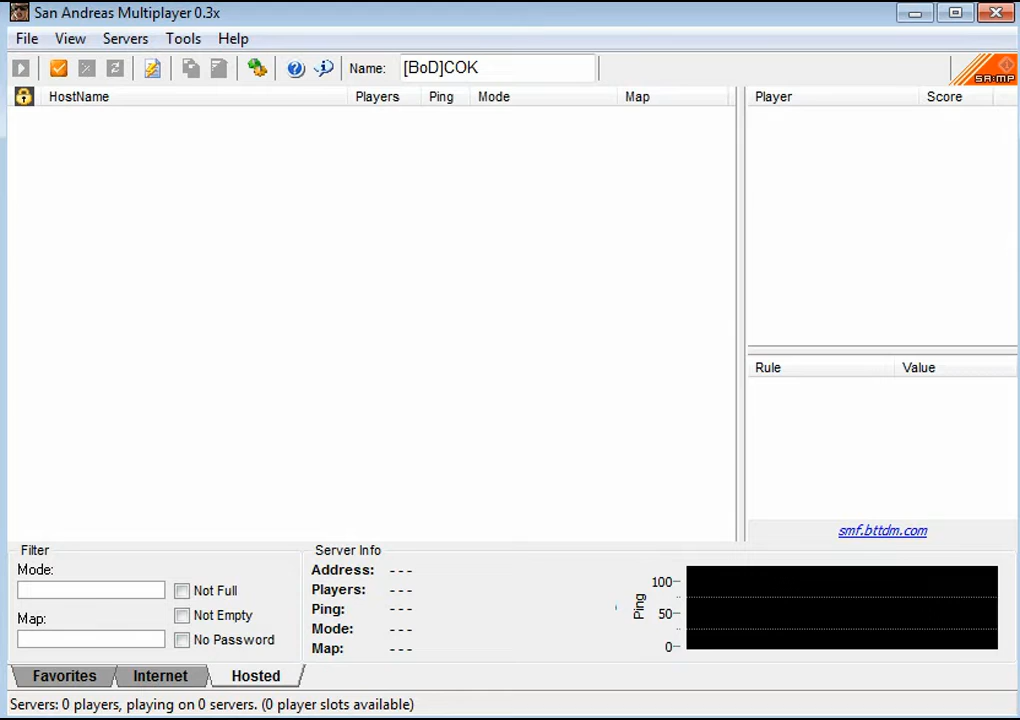 San Andreas Multiplayer 0.3x
File View Servers Tools Help
Name: [BoD]COK
SA:MP
HostName Players Ping Mode Map
Player Score
Rule Value
smf.bttdm.com
Filter
Mode:
Not Full
Not Empty
Map:
No Password
Server Info
Address: - - -
Players: - - -
Ping: - - -
Mode: - - -
Map: - - -
Ping
100
50
0
Favorites Internet Hosted
Servers: 0 players, playing on 0 servers. (0 player slots available)